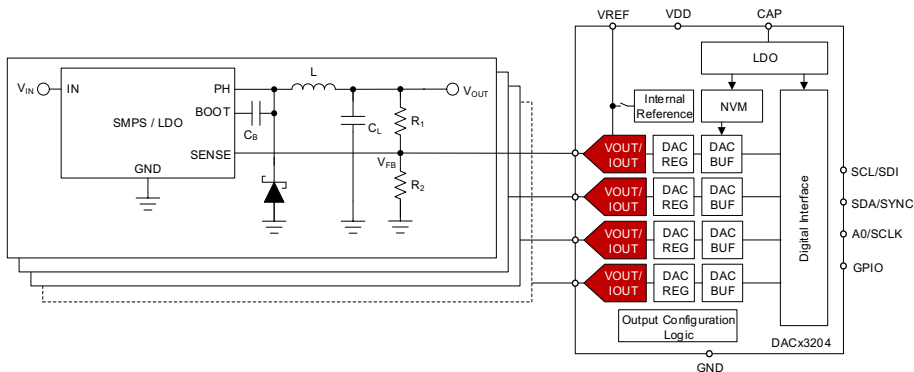 VREF
VDD
CAP
LDO
Internal
Reference
NVM
VIN
IN
PH
L
VOUT
BOOT
SMPS / LDO
CB
CL
R1
SENSE
VFB
R2
GND
VOUT/
IOUT
DAC
REG
DAC
BUF
VOUT/
IOUT
DAC
REG
DAC
BUF
VOUT/
IOUT
DAC
REG
DAC
BUF
VOUT/
IOUT
DAC
REG
DAC
BUF
Digital Interface
SCL/SDI
SDA/SYNC
A0/SCLK
GPIO
Output Configuration
Logic
DACx3204
GND